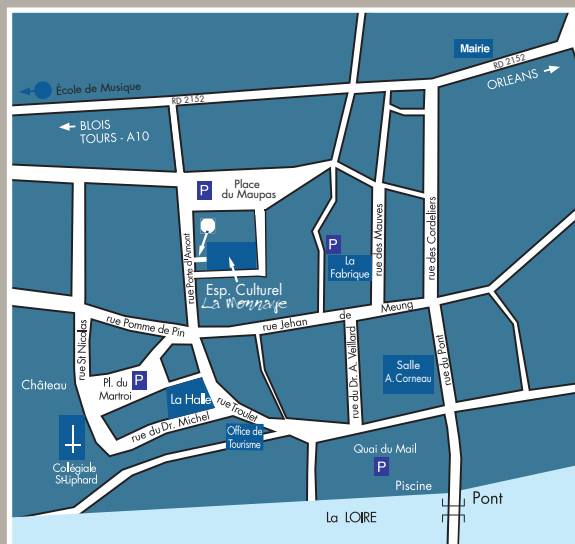 Mairie
RD 2152
ORLEANS
École de Musique
RD 2152
BLOIS
TOURS - A10
P
Place
du Maupas
rue Porte d'Amont
P
La
Fabrique
rue des Mauves
rue des Cordeliers
Esp. Culturel
La Monnaye
rue Jehan de Meung
rue Pomme de Pin
rue St Nicolas
Château
Pl. du
Martroi
P
La Halle
rue Troulet
rue du Dr. Michel
rue du Dr. A. Veillard
Salle
A. Corneau
rue du Pont
Office de
Tourisme
Collégiale
St-Liphard
Quai du Mail
P
Piscine
Pont
La LOIRE